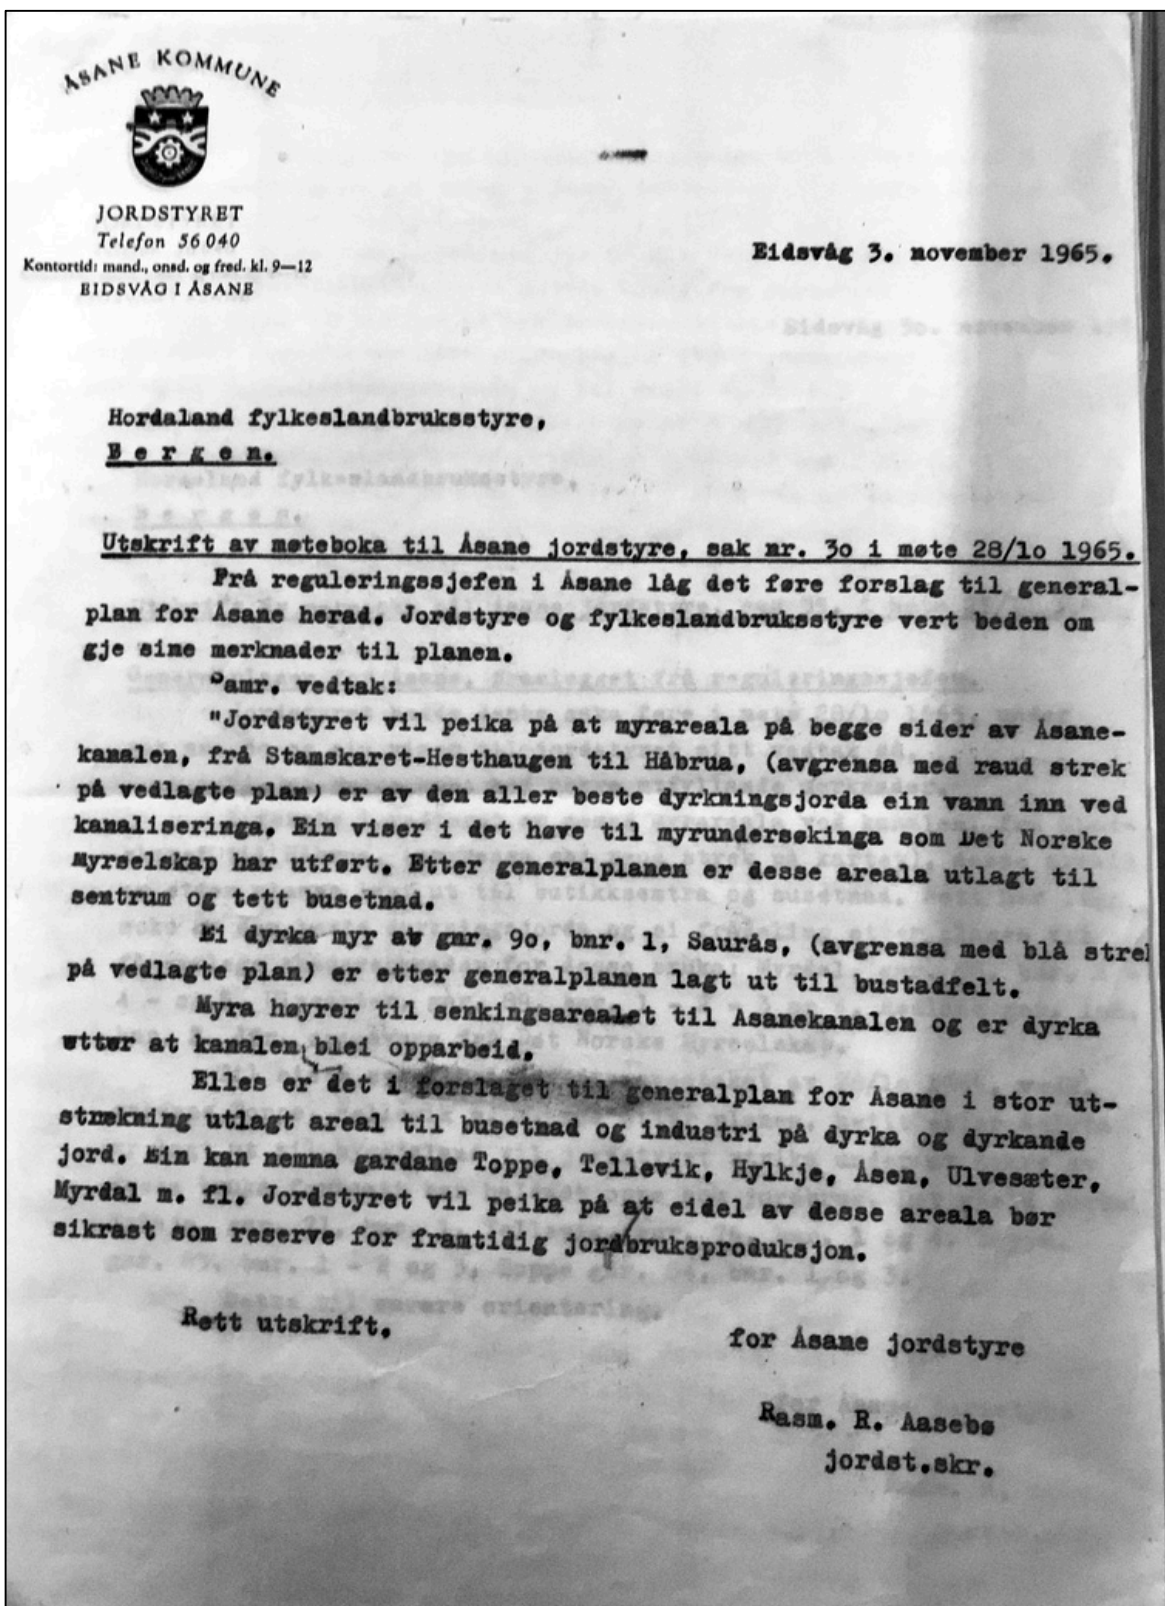 ÅSANE KOMMUNE
JORDSTYRET
Telefon 56 040
Kontortid: mand., onsd. og fred. kl. 9—12
EIDSVÅG I ÅSANE
Eidsvåg 3. november 1965.
Eidsvåg 3o. november
Hordaland fylkeslandbruksstyre,
B e r g e n.
Hordaland fylkeslandbruksstyre,
B e r g e n.
Utskrift av møteboka til Åsane jordstyre, sak nr. 3o i møte 28/1o 1965.
Frå reguleringssjefen i Åsane låg det føre forslag til general-
plan for Åsane herad. Jordstyre og fylkeslandbruksstyre vert beden om
gje sine merknader til planen.
Samr. vedtak:
"Jordstyret vil peika på at myrareala på begge sider av Åsane-
kanalen, frå Stamskaret-Hesthaugen til Håbrua, (avgrensa med raud strek
på vedlagte plan) er av den aller beste dyrkningsjorda ein vann inn ved
kanaliseringa. Ein viser i det høve til myrundersøkinga som Det Norske
Myrselskap har utført. Etter generalplanen er desse areala utlagt til
sentrum og tett busetnad.
Ei dyrka myr av gnr. 9o, bnr. 1, Saurås, (avgrensa med blå strek
på vedlagte plan) er etter generalplanen lagt ut til bustadfelt.
Myra høyrer til senkingsarealet til Åsanekanalen og er dyrka
etter at kanalen blei opparbeid.
Elles er det i forslaget til generalplan for Åsane i stor ut-
strekning utlagt areal til busetnad og industri på dyrka og dyrkande
jord. Ein kan nemna gardane Toppe, Tellevik, Hylkje, Åsen, Ulvesæter,
Myrdal m. fl. Jordstyret vil peika på at eidel av desse areala bør
sikrast som reserve for framtidig jordbruksproduksjon.
Rett utskrift.
for Åsane jordstyre
Rasm. R. Aasebø
jordst.skr.